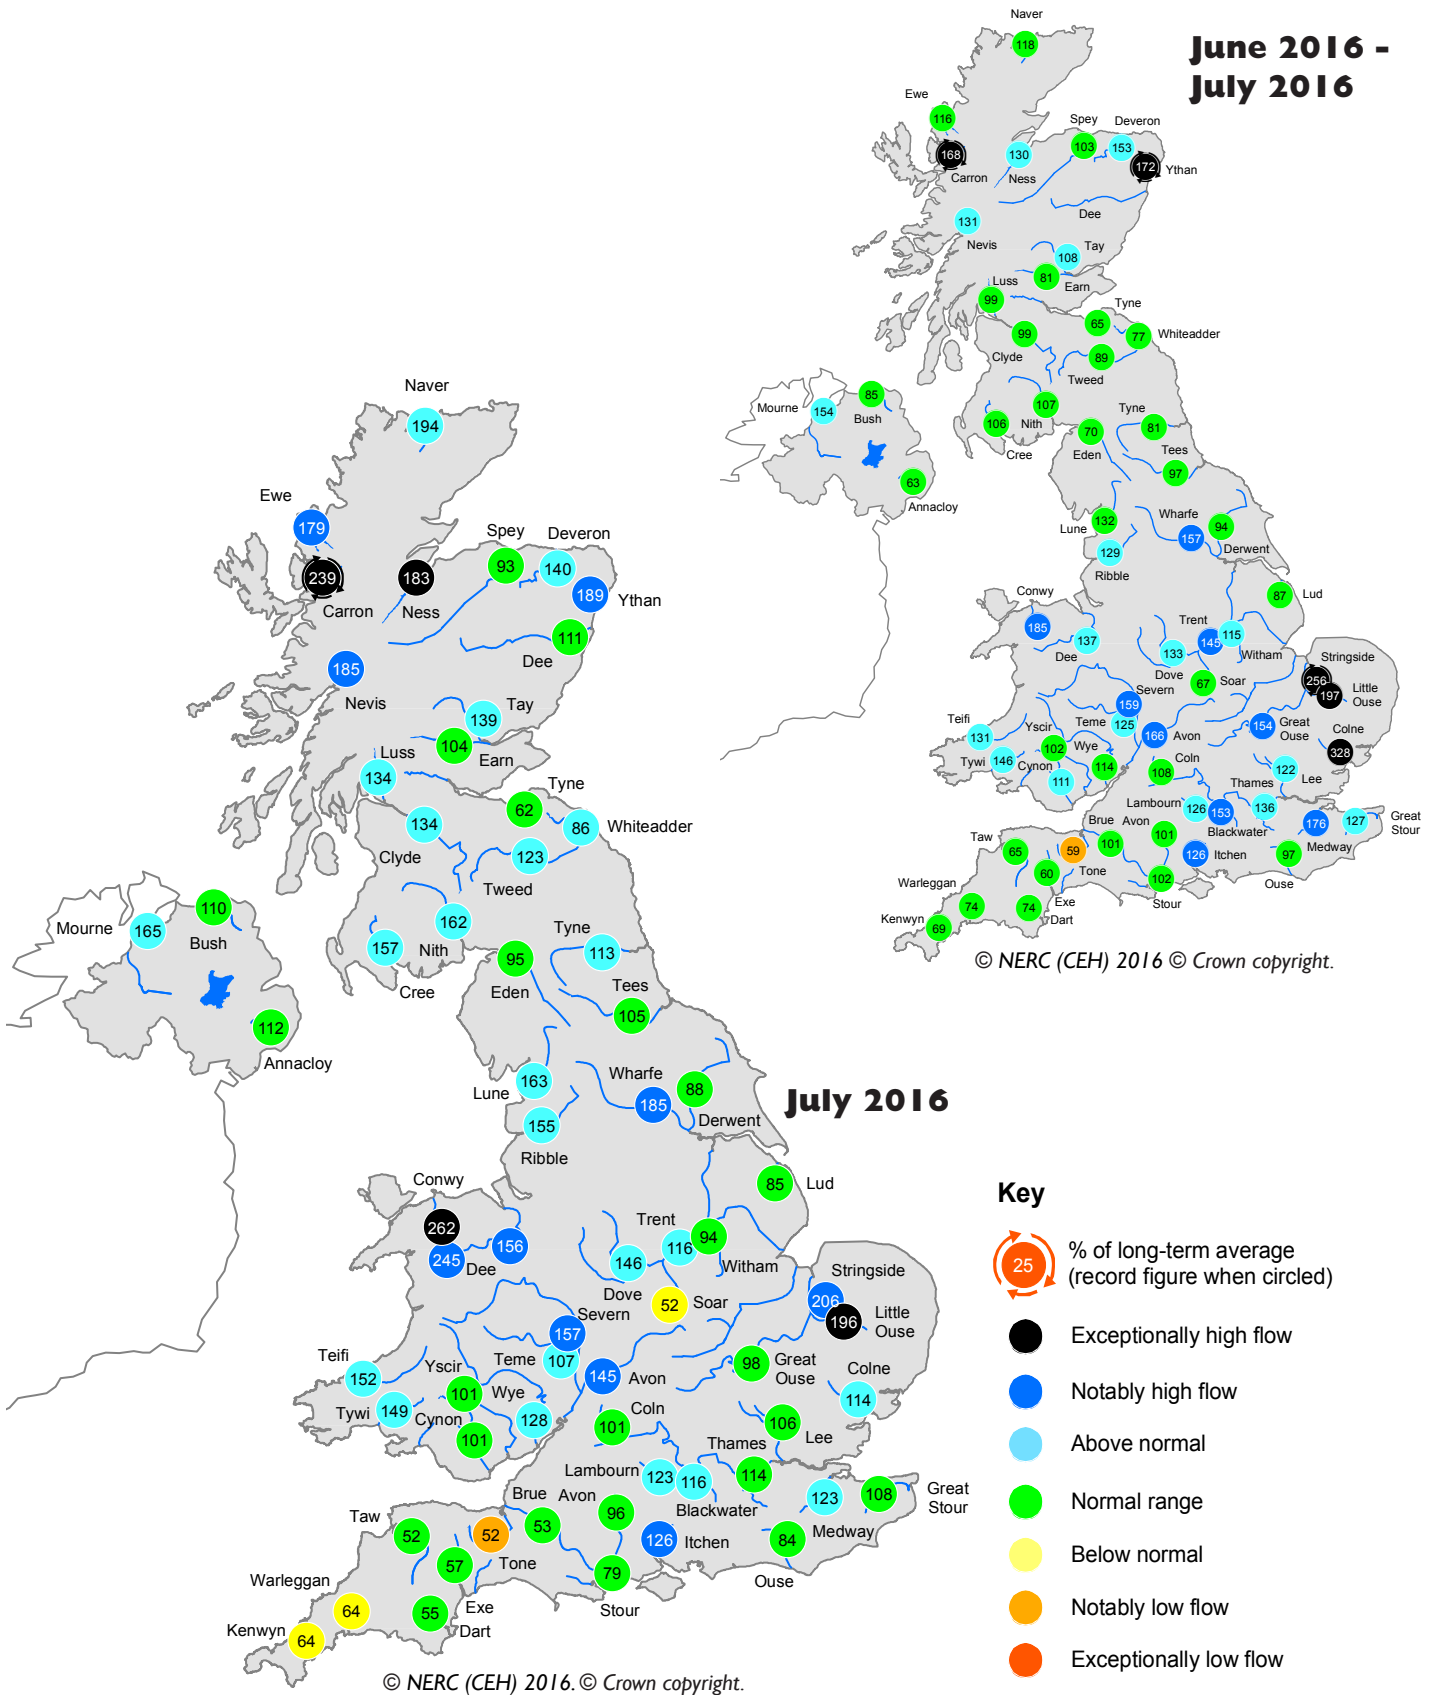 June 2016 -
July 2016
Naver
118
Ewe
116
Spey
Deveron
168
130
103
153
172
Ythan
Carron
Ness
Dee
131
Nevis
Tay
108
81
Earn
Luss
99
Tyne
65
77
Whiteadder
99
Clyde
89
Tweed
Mourne
154
85
Bush
107
106
Nith
Cree
70
Eden
Tyne
81
Tees
97
63
Annacloy
Lune
132
Wharfe
157
94
Derwent
129
Ribble
87
Lud
Conwy
185
137
Dee
Trent
145
115
Witham
133
Dove
Stringside
256
197
Little
Ouse
67
Soar
Severn
159
Teifi
131
Teme
125
166
Avon
154
Great
Ouse
Colne
328
Yscir
102
Wye
Tywi
146
Cynon
111
114
Coln
108
122
Lee
Thames
136
Lambourn
126
153
Blackwater
176
Medway
127
Great
Stour
Brue
101
Avon
101
126
Itchen
97
Ouse
Taw
65
59
Tone
60
Exe
102
Stour
Warleggan
74
74
Dart
Kenwyn
69
© NERC (CEH) 2016 © Crown copyright.
July 2016
Naver
194
Ewe
179
Spey
Deveron
239
183
93
140
189
Ythan
Carron
Ness
111
Dee
185
Nevis
Tay
139
104
Earn
Luss
134
Tyne
62
86
Whiteadder
134
Clyde
123
Tweed
Mourne
165
110
Bush
162
157
Nith
Cree
95
Eden
Tyne
113
Tees
105
112
Annacloy
Lune
163
Wharfe
185
88
Derwent
155
Ribble
85
Lud
Conwy
262
245
Dee
156
Trent
116
94
Witham
146
Dove
Stringside
206
196
Little
Ouse
52
Soar
Severn
157
Teifi
152
Teme
107
145
Avon
98
Great
Ouse
Colne
114
Yscir
101
Wye
Tywi
149
Cynon
101
128
Coln
101
106
Lee
Thames
114
Lambourn
123
116
Blackwater
123
Medway
108
Great
Stour
Brue
53
Avon
96
126
Itchen
84
Ouse
Taw
52
52
Tone
57
Exe
79
Stour
Warleggan
64
55
Dart
Kenwyn
64
© NERC (CEH) 2016. © Crown copyright.
Key
25
% of long-term average
(record figure when circled)
Exceptionally high flow
Notably high flow
Above normal
Normal range
Below normal
Notably low flow
Exceptionally low flow